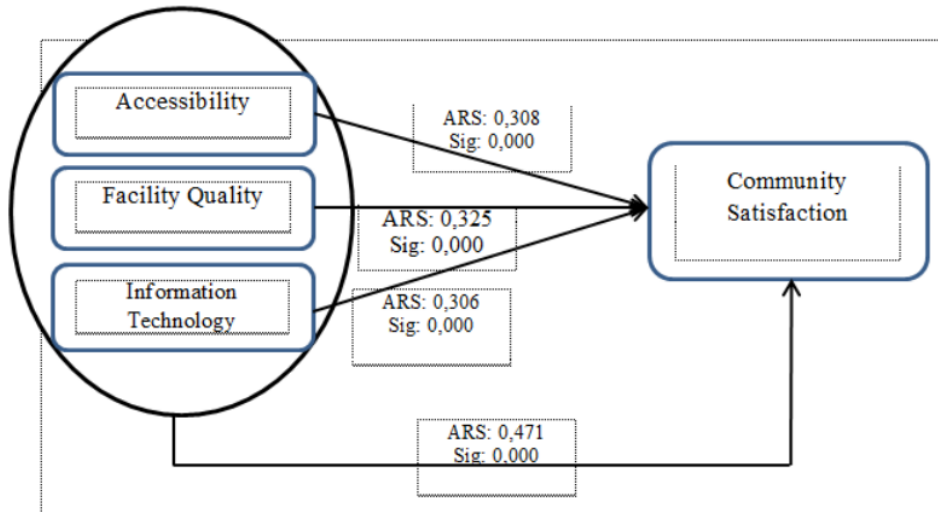 Accessibility
ARS: 0,308
Sig: 0,000
Facility Quality
Community
Satisfaction
ARS: 0,325
Sig: 0,000
Information
Technology
ARS: 0,306
Sig: 0,000
ARS: 0,471
Sig: 0,000